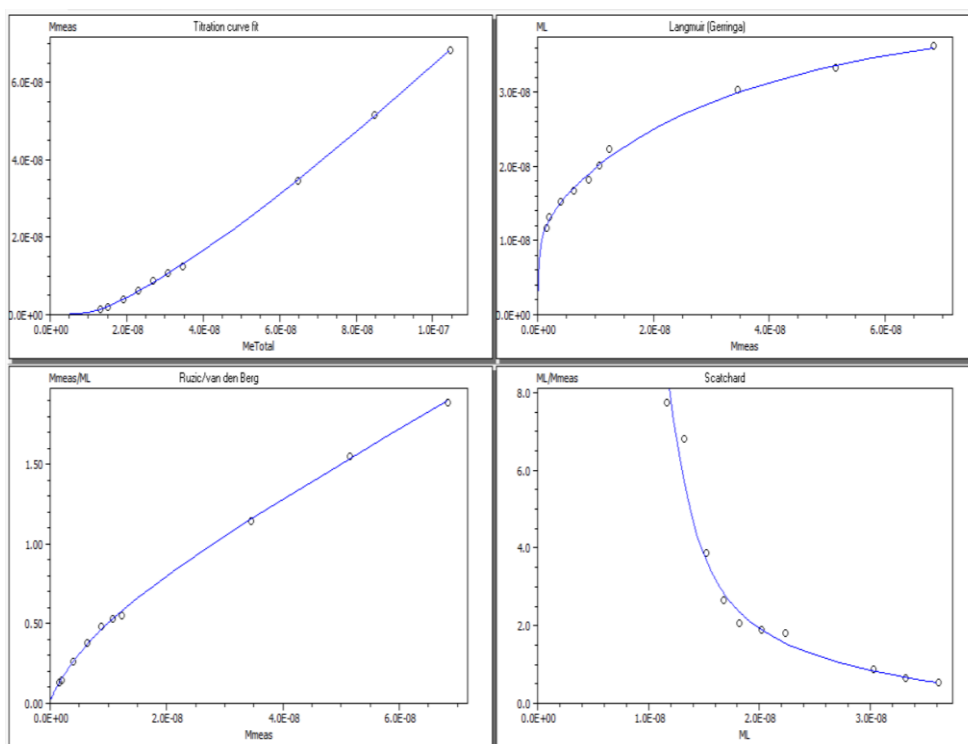 Mmeas Titration curve fit
6.0E-08
4.0E-08
2.0E-08
0.0E+00
0.0E+00 2.0E-08 4.0E-08 6.0E-08 8.0E-08 1.0E-07
MeTotal
ML Langmuir (Gerringa)
3.0E-08
2.0E-08
1.0E-08
0.0E+00
0.0E+00 2.0E-08 4.0E-08 6.0E-08
Mmeas
Mmeas/ML Ruzic/van den Berg
1.50
1.00
0.50
0.00
0.0E+00 2.0E-08 4.0E-08 6.0E-08
Mmeas
ML/Mmeas Scatchard
8.0
6.0
4.0
2.0
0.0
0.0E+00 1.0E-08 2.0E-08 3.0E-08
ML